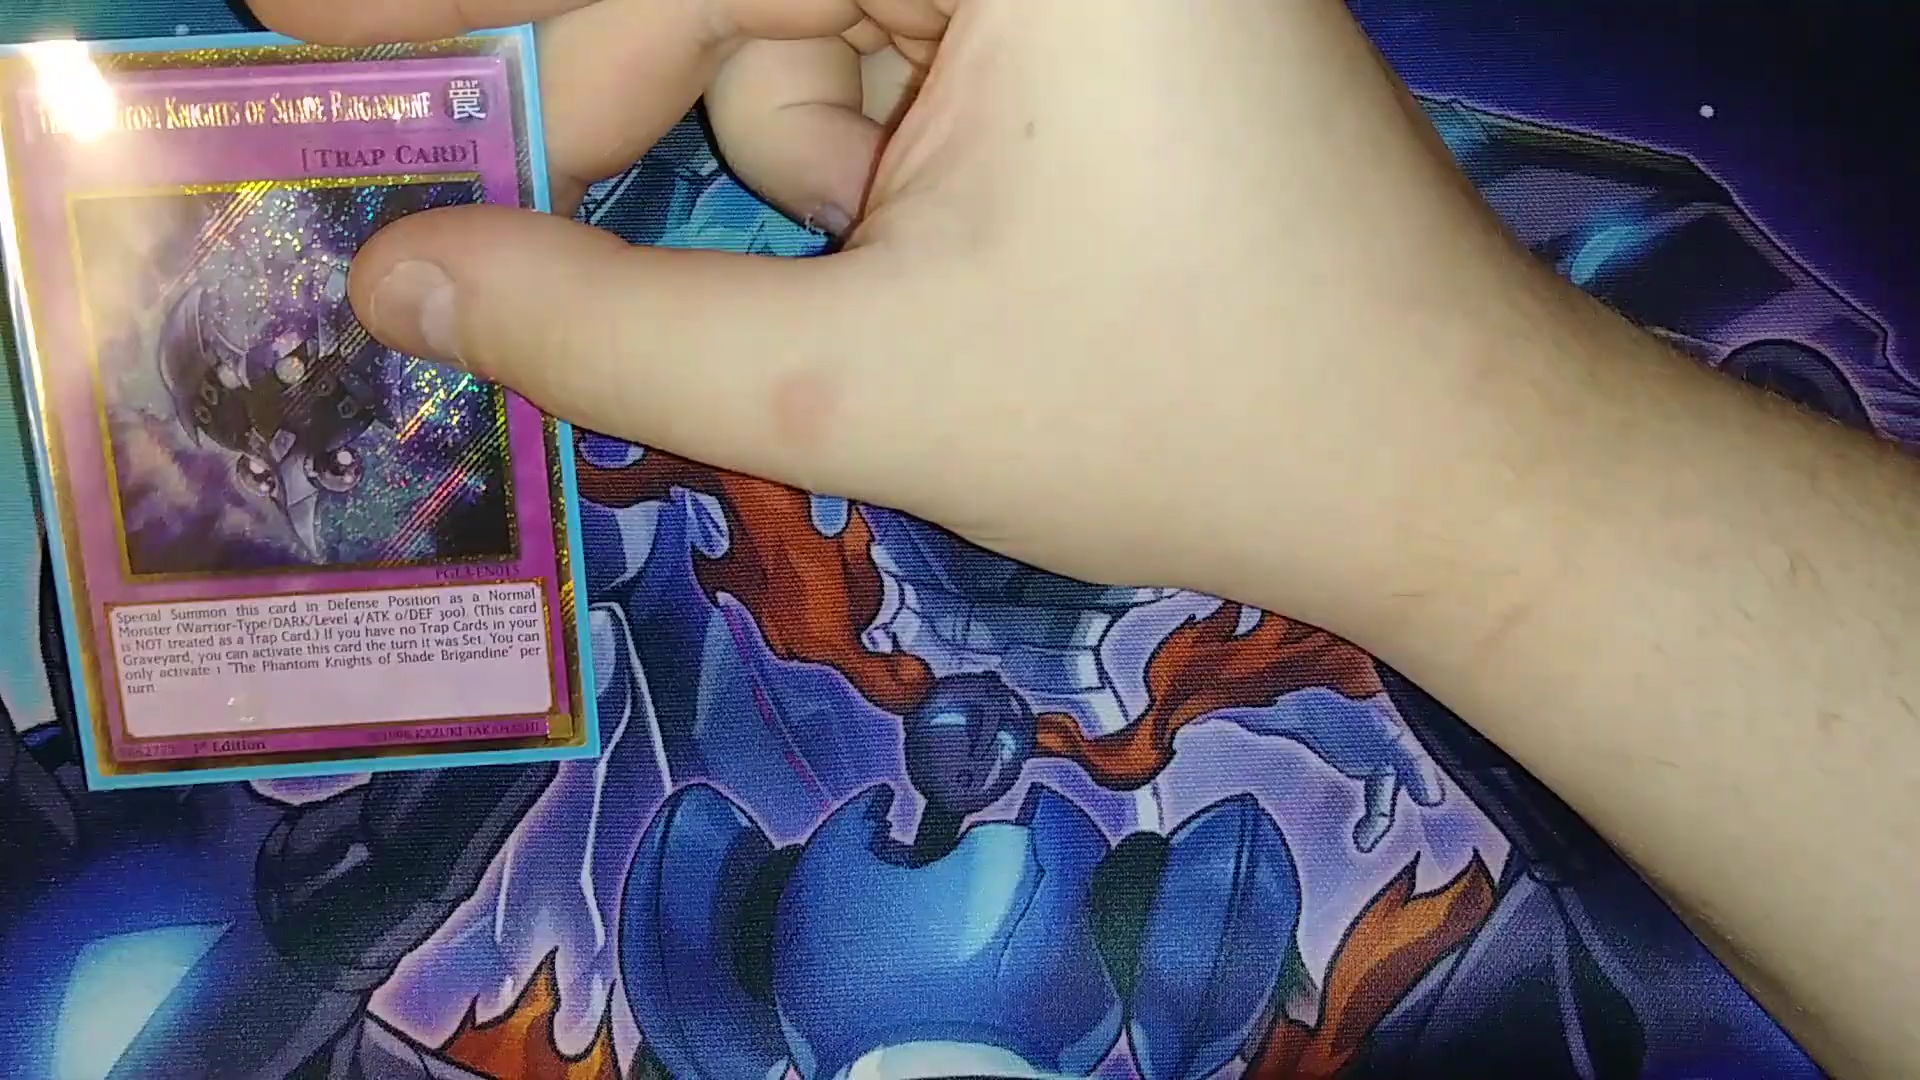 Knights of Shade Brigandine
TRAP
罠
[Trap Card]
PGL3-EN015
Special Summon this card in Defense Position as a Normal
Monster (Warrior-Type/DARK/Level 4/ATK 0/DEF 300). (This card
is NOT treated as a Trap Card.) If you have no Trap Cards in your
Graveyard, you can activate this card the turn it was Set. You can
only activate 1 "The Phantom Knights of Shade Brigandine" per
turn.
1st Edition ©1996 KAZUKI TAKAHASHI